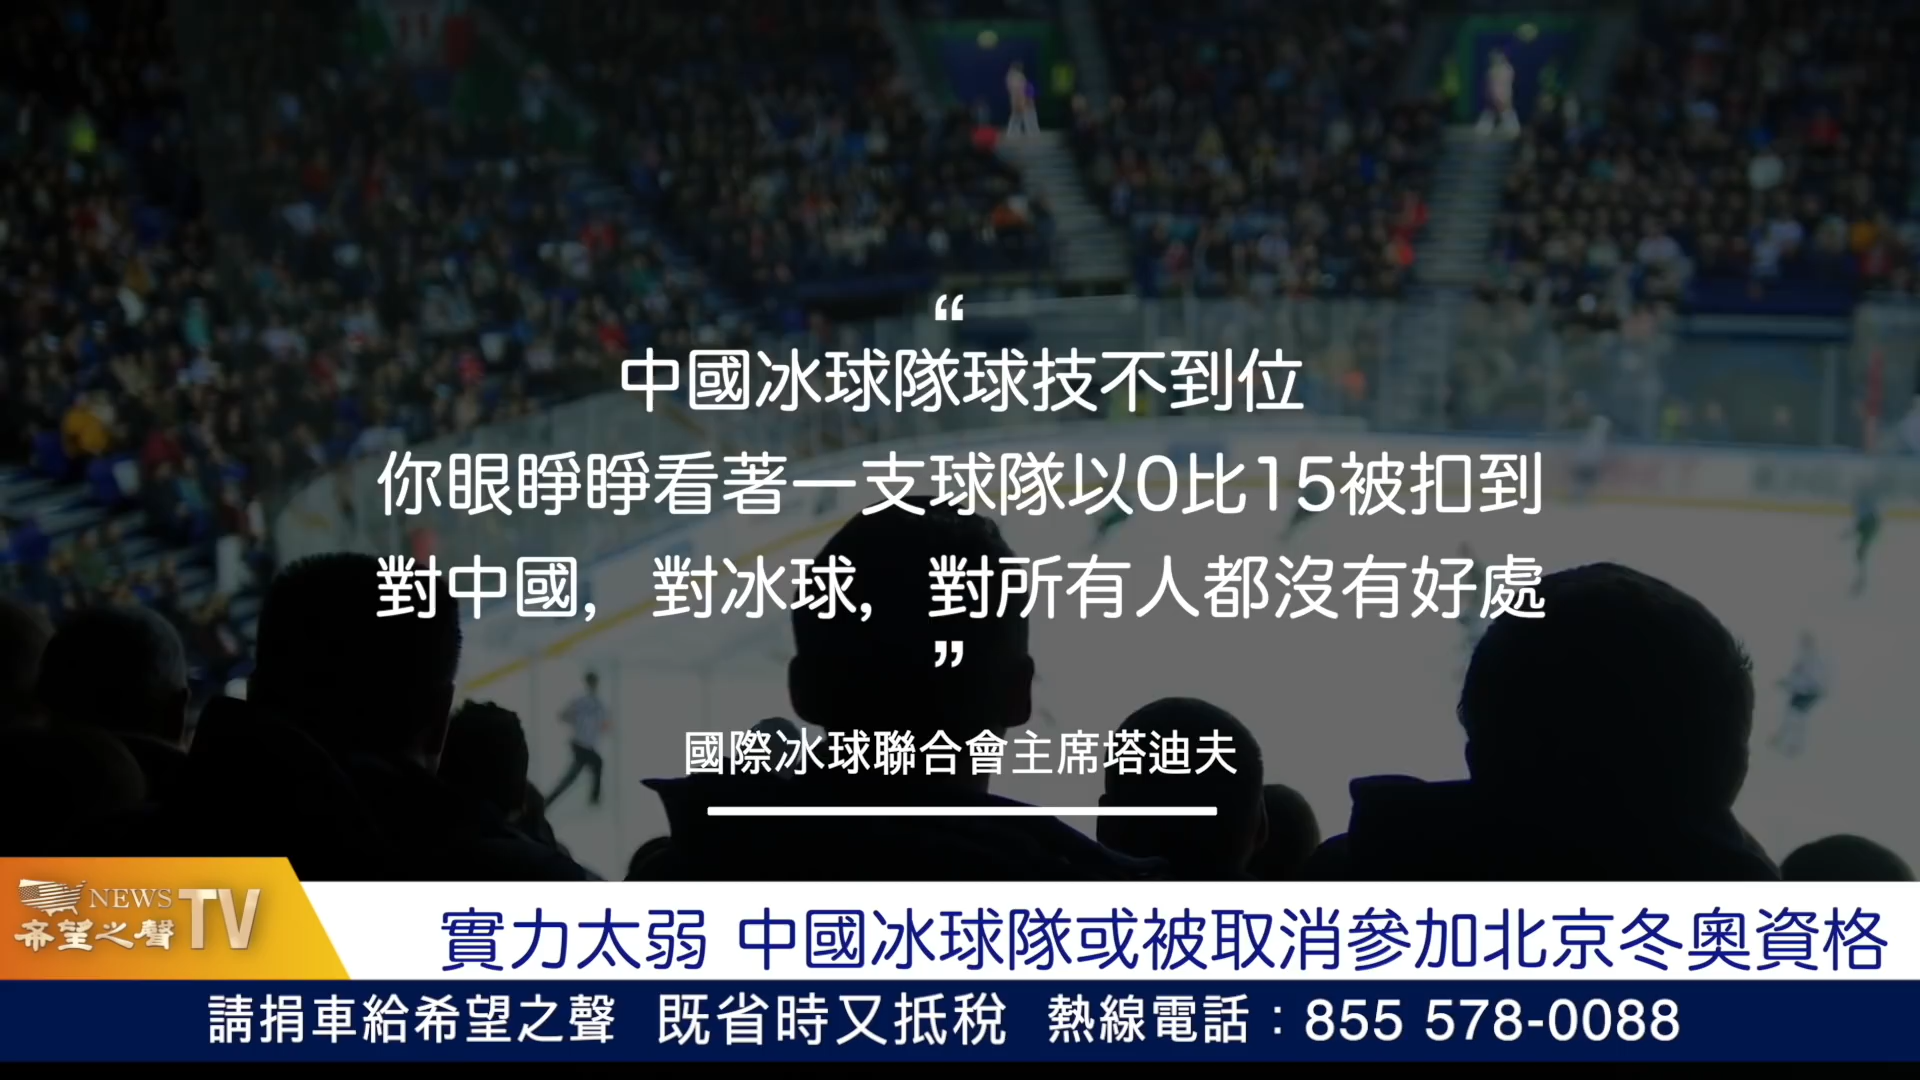 “
中國冰球隊球技不到位
你眼睜睜看著一支球隊以0比15被扣到
對中國，對冰球，對所有人都沒有好處
”
國際冰球聯合會主席塔迪夫
NEWS
希望之聲 TV
實力太弱 中國冰球隊或被取消參加北京冬奧資格
請捐車給希望之聲 既省時又抵稅 熱線電話：855 578-0088